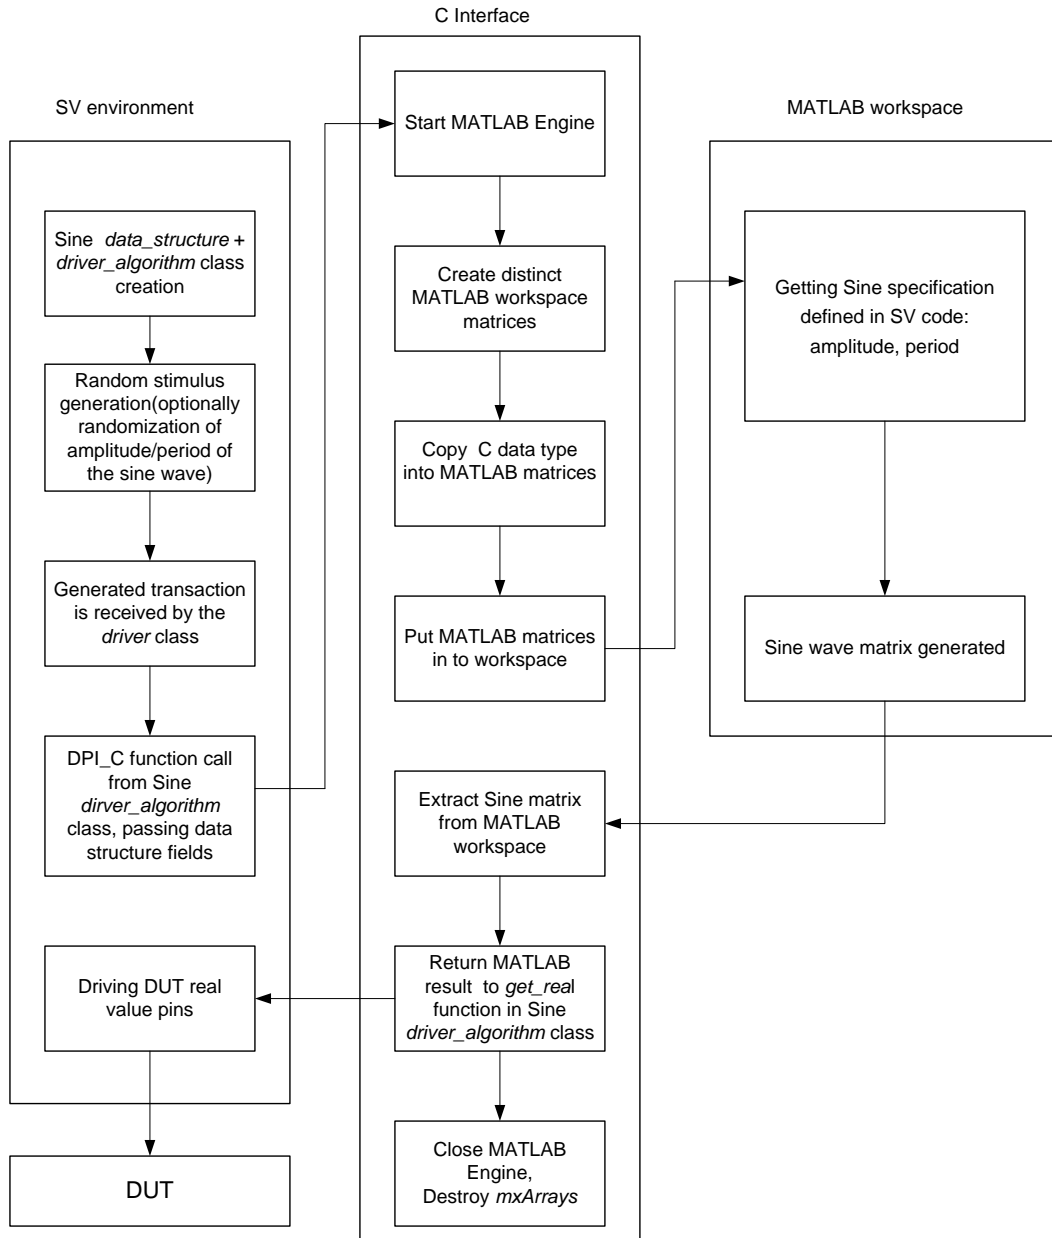 C Interface
SV environment
MATLAB workspace
Start MATLAB Engine
Sine data_structure +
driver_algorithm class
creation
Create distinct
MATLAB workspace
matrices
Getting Sine specification
defined in SV code:
amplitude, period
Random stimulus
generation(optionally
randomization of
amplitude/period of
the sine wave)
Copy C data type
into MATLAB matrices
Generated transaction
is received by the
driver class
Put MATLAB matrices
in to workspace
Sine wave matrix generated
DPI_C function call
from Sine
dirver_algorithm
class, passing data
structure fields
Extract Sine matrix
from MATLAB
workspace
Driving DUT real
value pins
Return MATLAB
result to get_real
function in Sine
driver_algorithm class
Close MATLAB
Engine,
Destroy mxArrays
DUT